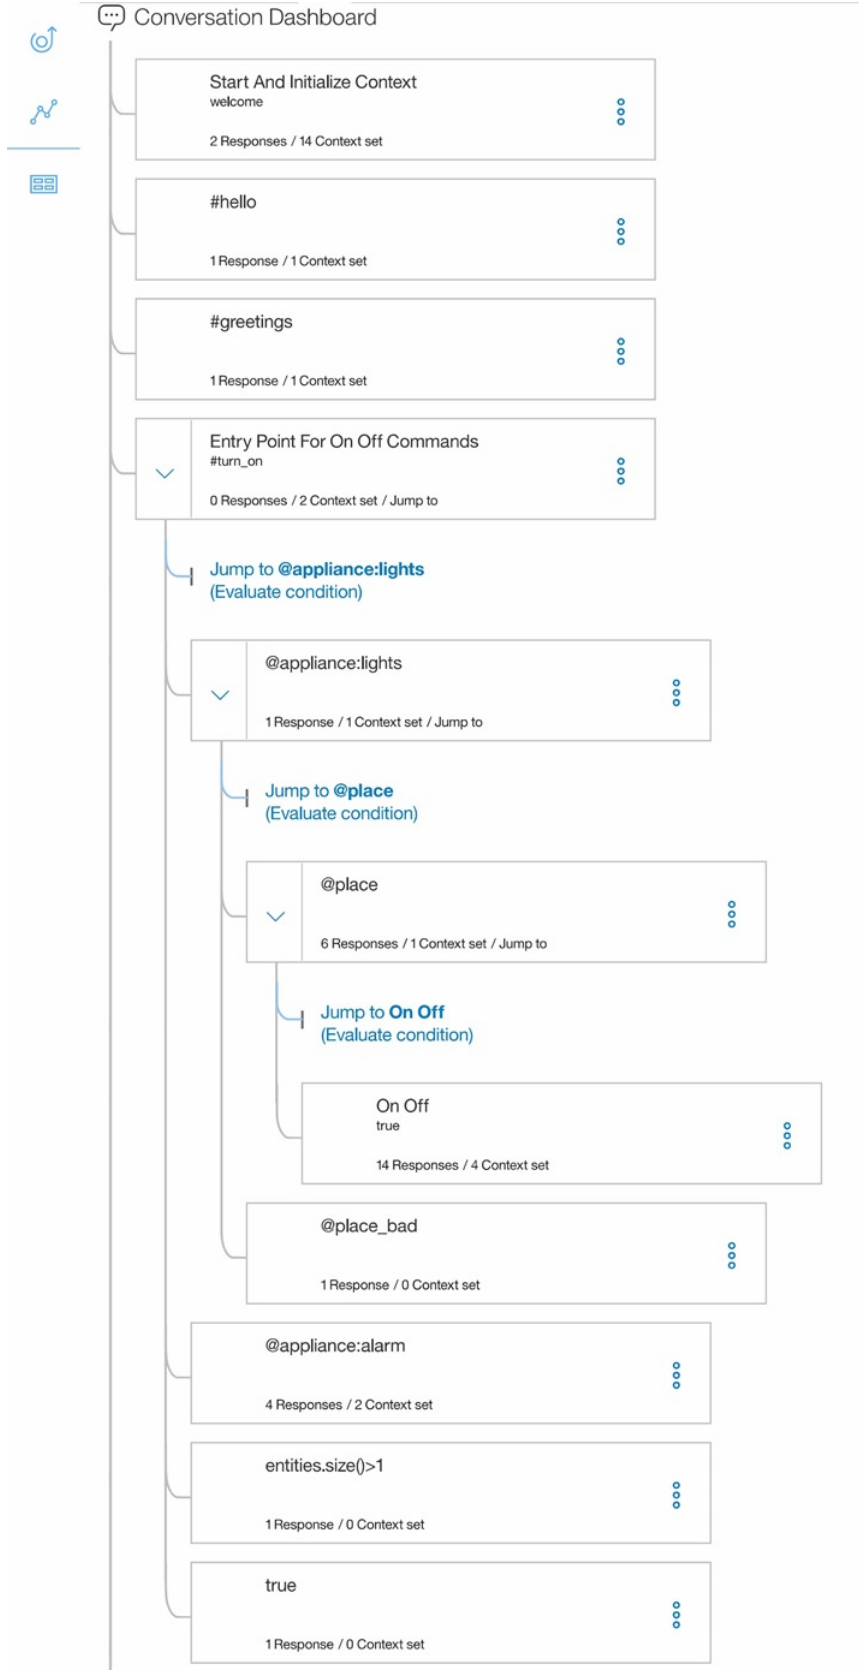 Conversation Dashboard
Start And Initialize Context
welcome
2 Responses / 14 Context set
#hello
1 Response / 1 Context set
#greetings
1 Response / 1 Context set
Entry Point For On Off Commands
#turn_on
0 Responses / 2 Context set / Jump to
Jump to @appliance:lights
(Evaluate condition)
@appliance:lights
1 Response / 1 Context set / Jump to
Jump to @place
(Evaluate condition)
@place
6 Responses / 1 Context set / Jump to
Jump to On Off
(Evaluate condition)
On Off
true
14 Responses / 4 Context set
@place_bad
1 Response / 0 Context set
@appliance:alarm
4 Responses / 2 Context set
entities.size()>1
1 Response / 0 Context set
true
1 Response / 0 Context set